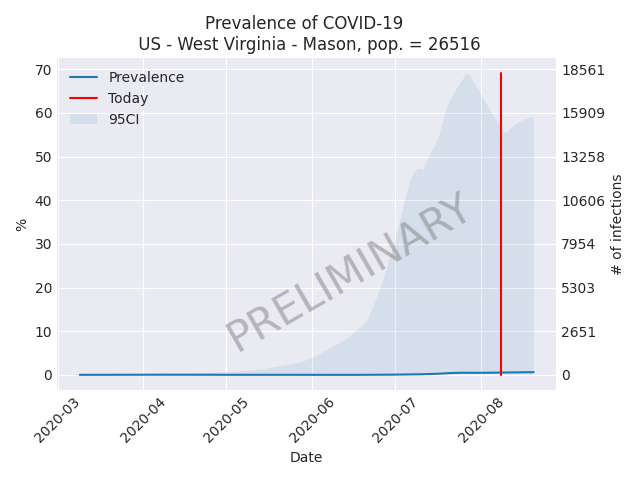 Prevalence of COVID-19
US - West Virginia - Mason, pop. = 26516
Prevalence
Today
95CI
PRELIMINARY
%
70
60
50
40
30
20
10
0
18561
15909
13258
10606
7954
5303
2651
0
# of infections
2020-03
2020-04
2020-05
2020-06
2020-07
2020-08
Date